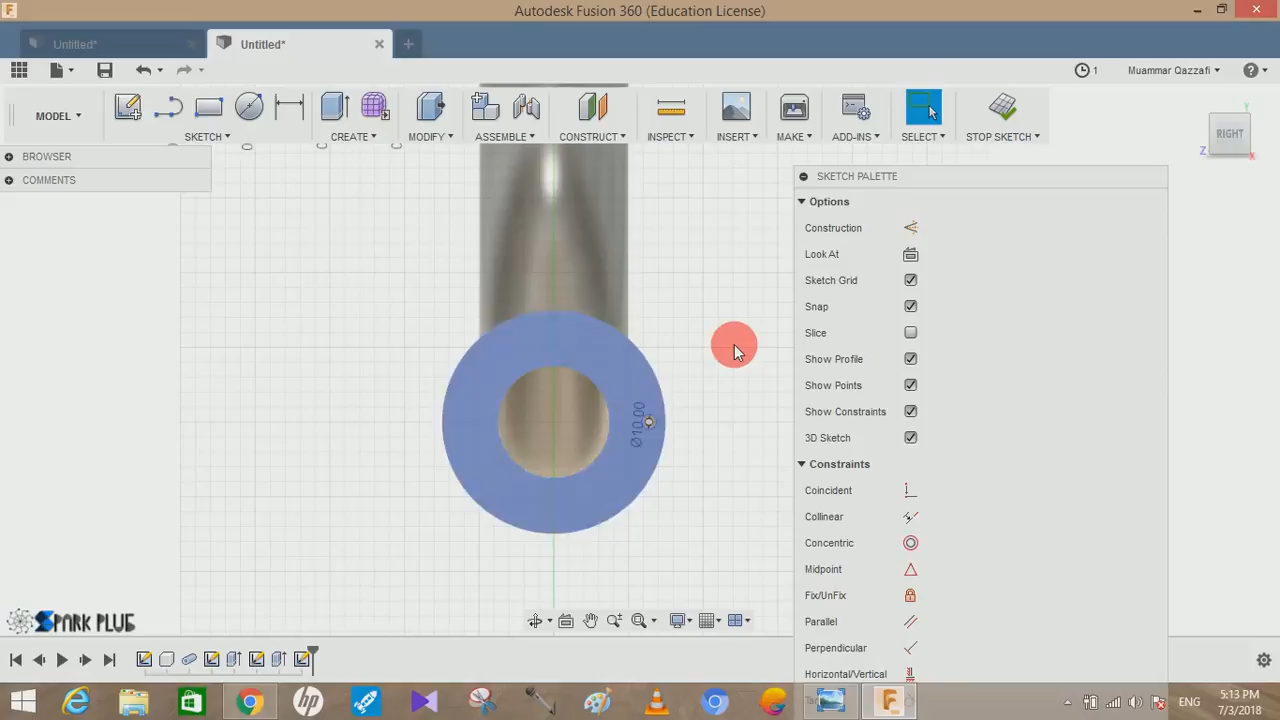 Autodesk Fusion 360 (Education License)
Untitled*
Untitled*
1
Muammar Qazzafi
MODEL
SKETCH
CREATE
MODIFY
ASSEMBLE
CONSTRUCT
INSPECT
INSERT
MAKE
ADD-INS
SELECT
STOP SKETCH
BROWSER
COMMENTS
RIGHT
Y
Z
X
SKETCH PALETTE
Options
Construction
Look At
Sketch Grid
Snap
Slice
Show Profile
Show Points
Show Constraints
3D Sketch
Constraints
Coincident
Collinear
Concentric
Midpoint
Fix/UnFix
Parallel
Perpendicular
Horizontal/Vertical
Ø10.00
SPARK PLUG
ENG
5:13 PM
7/3/2018